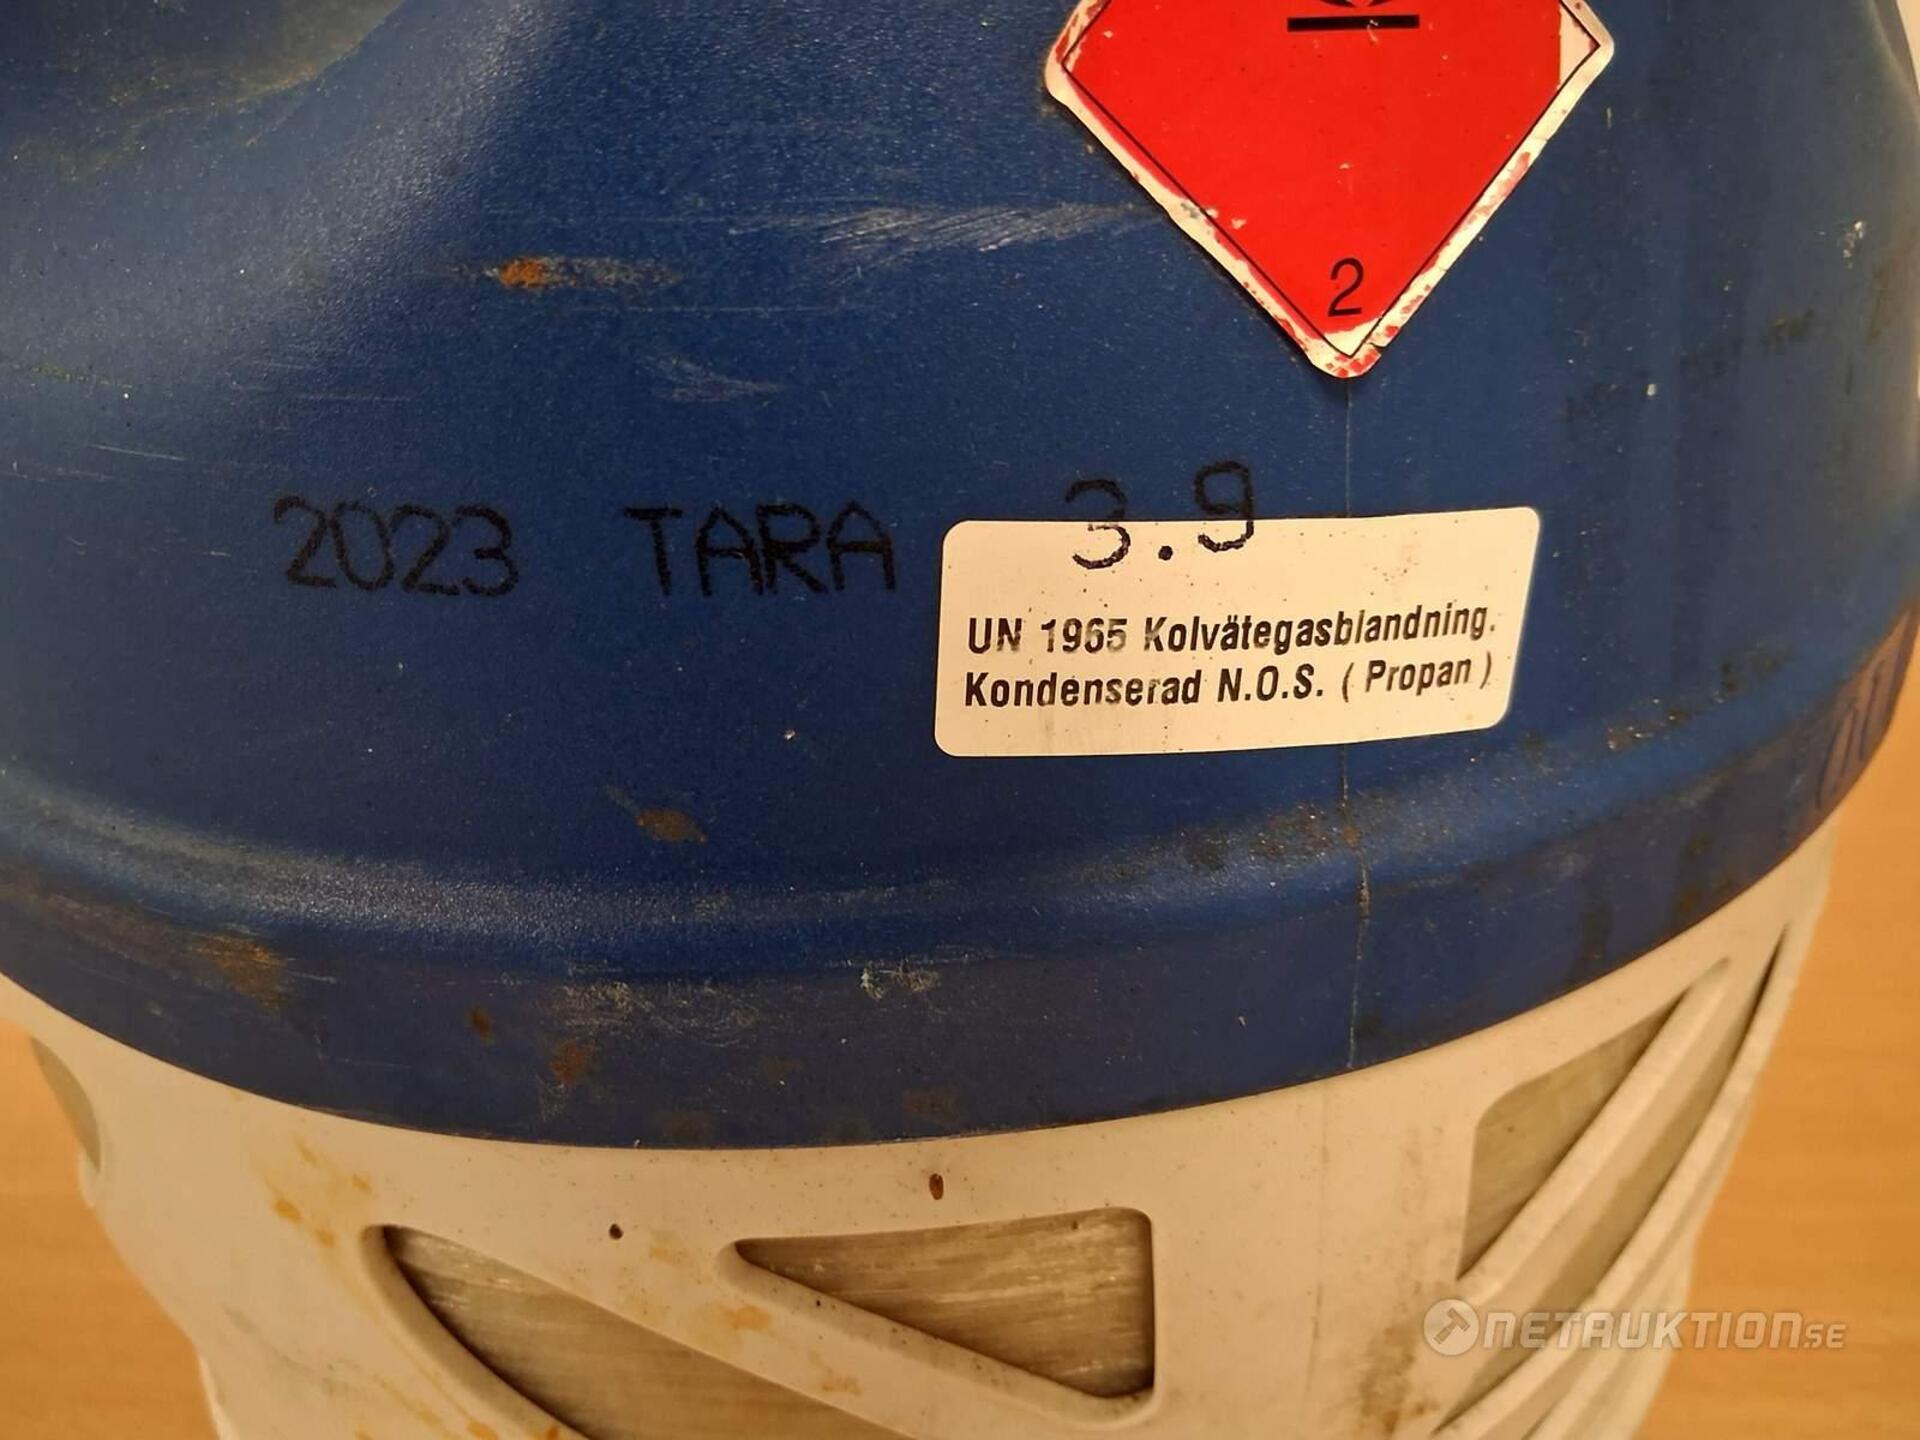 2
2023 TARA 3.9
UN 1965 Kolvätegasblandning.
Kondenserad N.O.S. (Propan)
NETAUKTION.SE